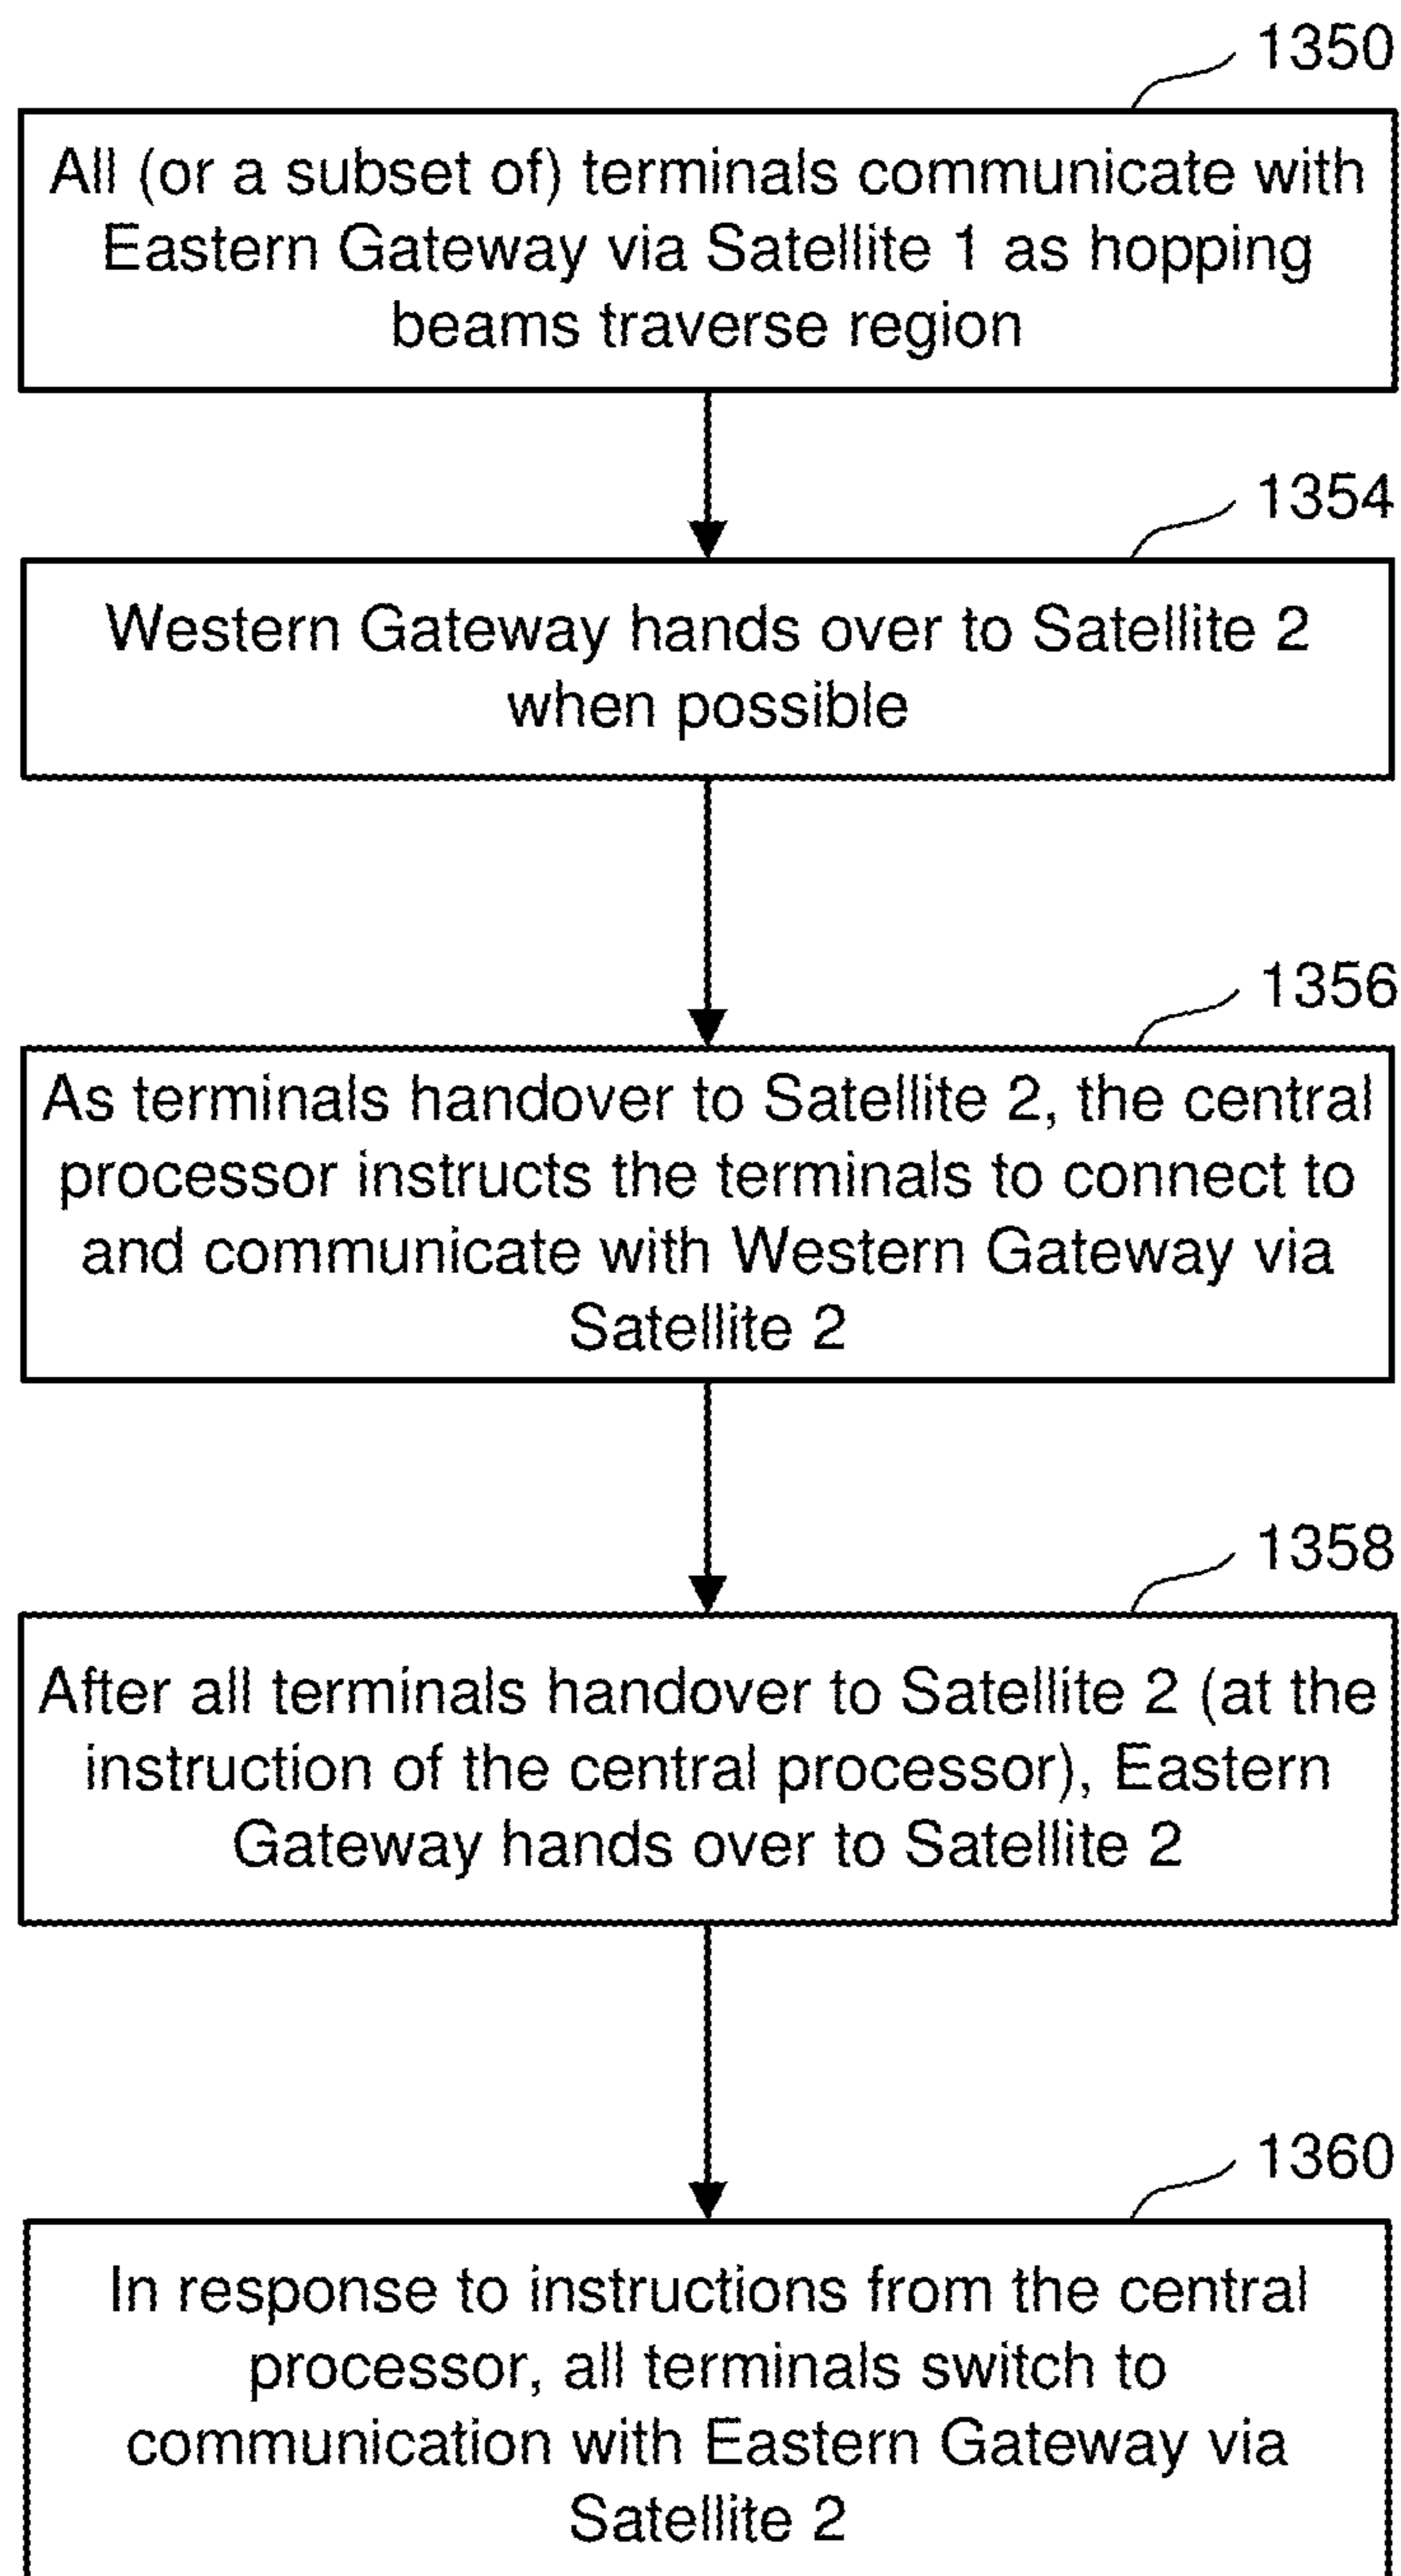 1350
All (or a subset of) terminals communicate with
Eastern Gateway via Satellite 1 as hopping
beams traverse region
1354
Western Gateway hands over to Satellite 2
when possible
1356
As terminals handover to Satellite 2, the central
processor instructs the terminals to connect to
and communicate with Western Gateway via
Satellite 2
1358
After all terminals handover to Satellite 2 (at the
instruction of the central processor), Eastern
Gateway hands over to Satellite 2
1360
In response to instructions from the central
processor, all terminals switch to
communication with Eastern Gateway via
Satellite 2